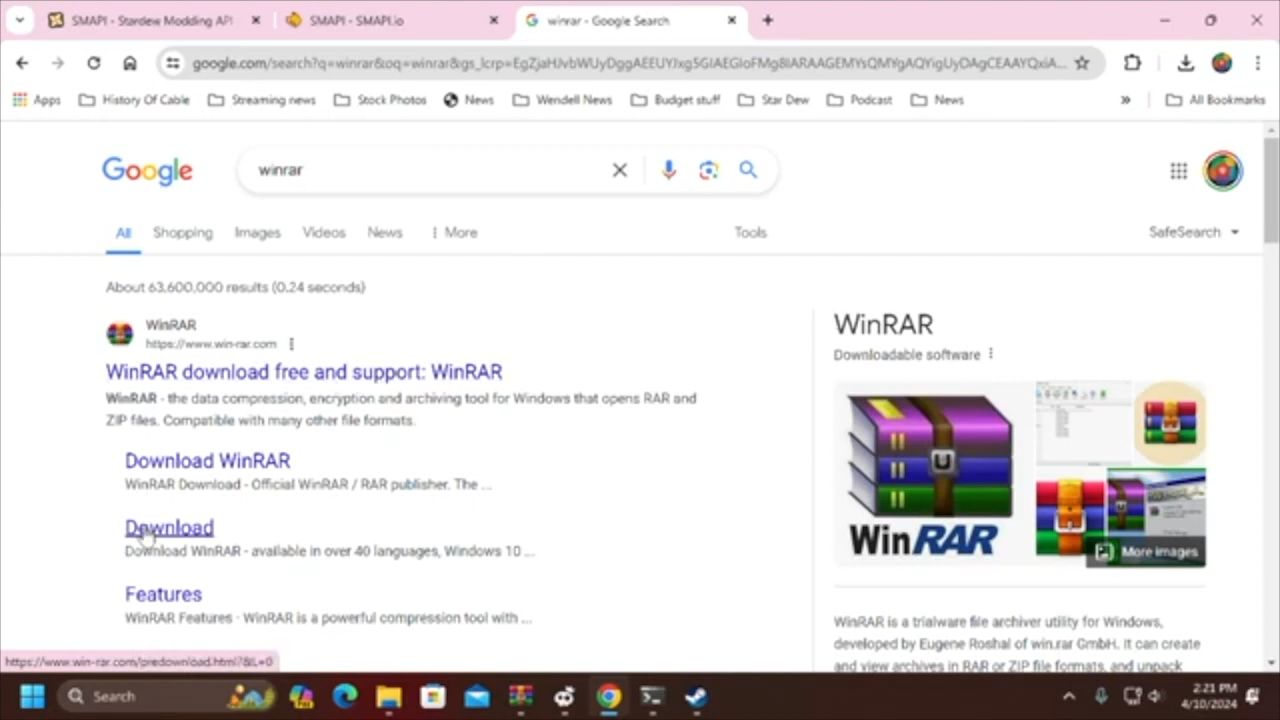 SMAPI - Stardew Modding API
SMAPI - SMAPI.io
winrar - Google Search
Apps
History Of Cable
Streaming news
Stock Photos
News
Wendell News
Budget stuff
Star Dew
Podcast
News
»
All Bookmarks
Google
winrar
All
Shopping
Images
Videos
News
More
Tools
SafeSearch
About 63,600,000 results (0.24 seconds)
WinRAR
https://www.win-rar.com
WinRAR download free and support: WinRAR
WinRAR - the data compression, encryption and archiving tool for Windows that opens RAR and
ZIP files. Compatible with many other file formats.
Download WinRAR
WinRAR Download - Official WinRAR / RAR publisher. The ...
Download
Download WinRAR - available in over 40 languages, Windows 10 ...
Features
WinRAR Features · WinRAR is a powerful compression tool with ...
WinRAR
Downloadable software
WinRAR
More images
WinRAR is a trialware file archiver utility for Windows,
developed by Eugene Roshal of win.rar GmbH. It can create
and view archives in RAR or ZIP file formats, and unpack
https://www.win-rar.com/predownload.html?&L=0
Search
2:21 PM
4/10/2024